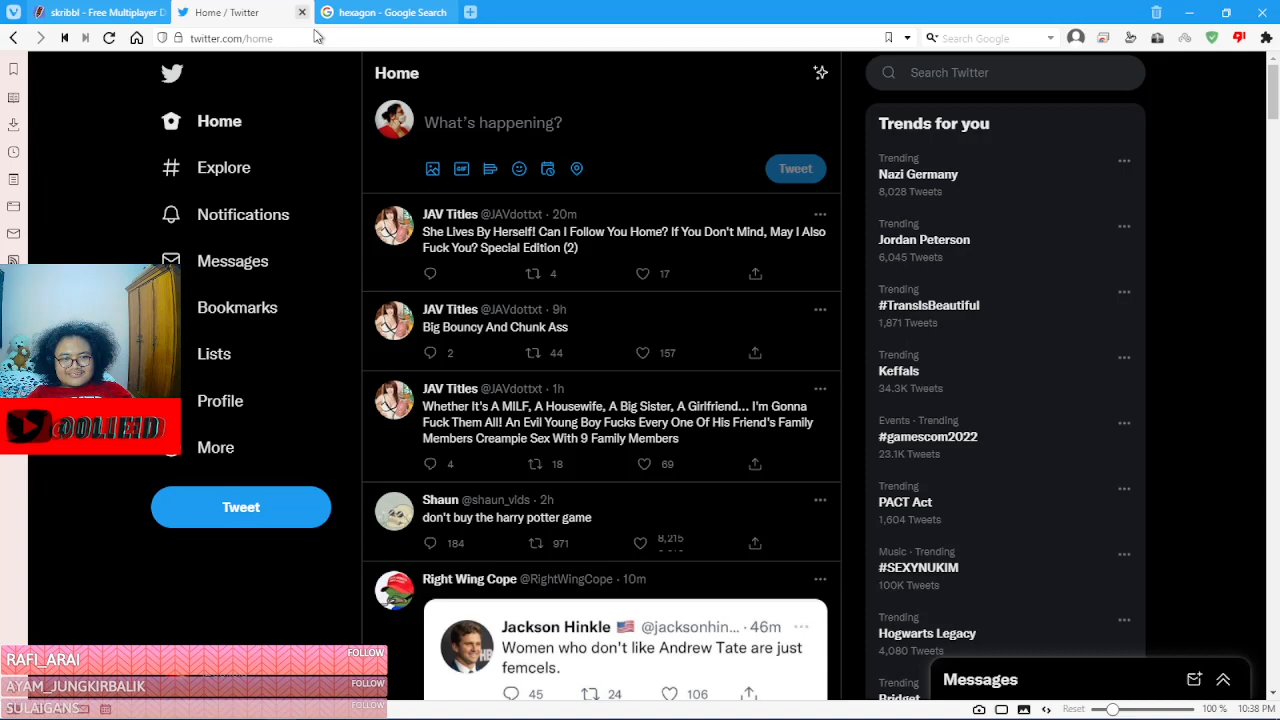 skribbl - Free Multiplayer D
Home / Twitter
hexagon - Google Search
twitter.com/home
Search Google
Home
Explore
Notifications
Messages
Bookmarks
Lists
Profile
More
Tweet
@OOLIE3D
RAFI_ARAI FOLLOW
AYAM_JUNGKIRBALIK FOLLOW
SULAIGANS FOLLOW
Home
What's happening?
GIF
Tweet
JAV Titles @JAVdottxt · 20m
She Lives By Herself! Can I Follow You Home? If You Don't Mind, May I Also
Fuck You? Special Edition (2)
4 17
JAV Titles @JAVdottxt · 9h
Big Bouncy And Chunk Ass
2 44 157
JAV Titles @JAVdottxt · 1h
Whether It's A MILF, A Housewife, A Big Sister, A Girlfriend... I'm Gonna
Fuck Them All! An Evil Young Boy Fucks Every One Of His Friend's Family
Members Creampie Sex With 9 Family Members
4 18 69
Shaun @shaun_vids · 2h
don't buy the harry potter game
184 971 8,215
Right Wing Cope @RightWingCope · 10m
Jackson Hinkle 🇺🇸 @jacksonhin... · 46m
Women who don't like Andrew Tate are just
femcels.
45 24 106
Search Twitter
Trends for you
Trending
Nazi Germany
8,028 Tweets
Trending
Jordan Peterson
6,045 Tweets
Trending
#TransIsBeautiful
1,871 Tweets
Trending
Keffals
34.3K Tweets
Events · Trending
#gamescom2022
23.1K Tweets
Trending
PACT Act
1,604 Tweets
Music · Trending
#SEXYNUKIM
100K Tweets
Trending
Hogwarts Legacy
4,080 Tweets
Trending
Messages
Reset 100 % 10:38 PM